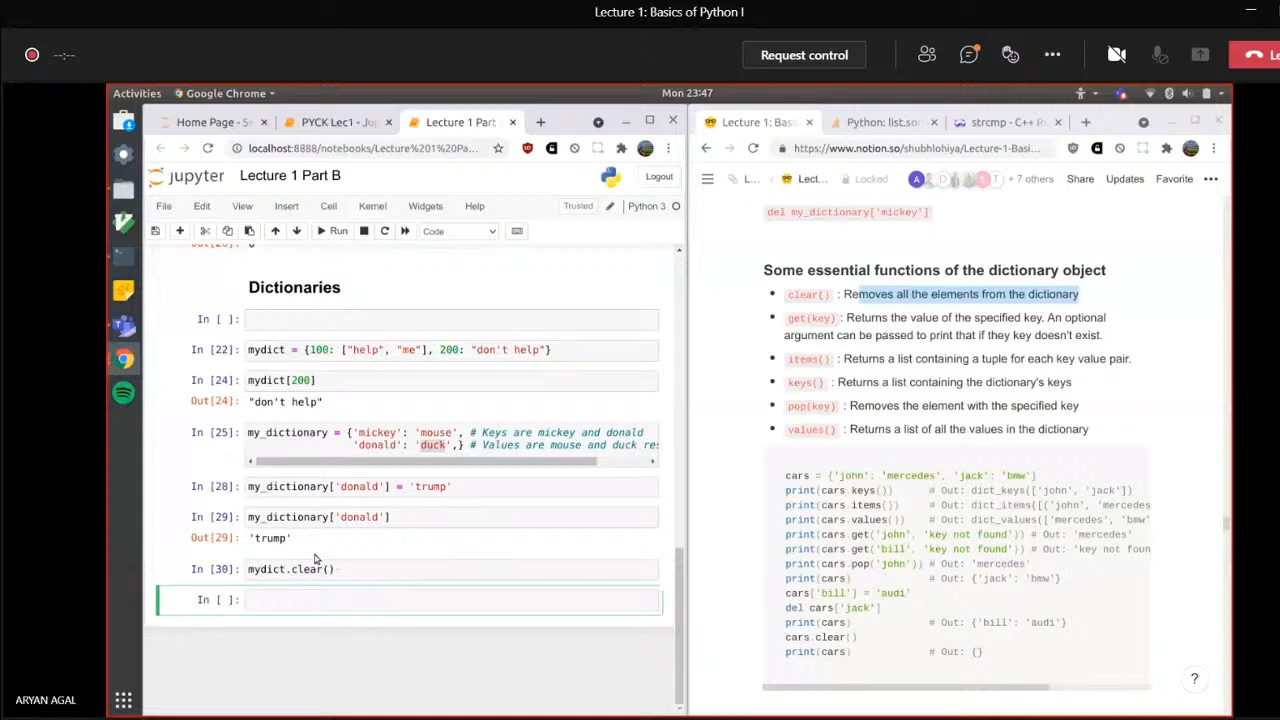 Lecture 1: Basics of Python I
--:--
Request control
Activities
Google Chrome
Mon 23:47
Home Page - S
PYCK Lec1 - Ju
Lecture 1 Part
localhost:8888/notebooks/Lecture%201%20Pa...
jupyter
Lecture 1 Part B
Logout
File Edit View Insert Cell Kernel Widgets Help
Trusted
Python 3
Run
Code
Dictionaries
In [ ]:
In [22]: mydict = {100: ["help", "me"], 200: "don't help"}
In [24]: mydict[200]
Out[24]: "don't help"
In [25]: my_dictionary = {'mickey': 'mouse', # Keys are mickey and donald
'donald': 'duck',} # Values are mouse and duck res
In [28]: my_dictionary['donald'] = 'trump'
In [29]: my_dictionary['donald']
Out[29]: 'trump'
In [30]: mydict.clear()
In [ ]:
ARYAN AGAL
Lecture 1: Basi
Python: list.so
strcmp - C++ R
https://www.notion.so/shubhlohiya/Lecture-1-Basi...
L...
Lect...
Locked
A
D
S
T
+ 7 others
Share
Updates
Favorite
del my_dictionary['mickey']
Some essential functions of the dictionary object
• clear() : Removes all the elements from the dictionary
• get(key) : Returns the value of the specified key. An optional
argument can be passed to print that if they key doesn't exist.
• items() : Returns a list containing a tuple for each key value pair.
• keys() : Returns a list containing the dictionary's keys
• pop(key) : Removes the element with the specified key
• values() : Returns a list of all the values in the dictionary
cars = {'john': 'mercedes', 'jack': 'bmw'}
print(cars.keys()) # Out: dict_keys(['john', 'jack'])
print(cars.items()) # Out: dict_items([('john', 'mercedes
print(cars.values()) # Out: dict_values(['mercedes', 'bmw'
print(cars.get('john', 'key not found')) # Out: 'mercedes'
print(cars.get('bill', 'key not found')) # Out: 'key not foun
print(cars.pop('john')) # Out: 'mercedes'
print(cars) # Out: {'jack': 'bmw'}
cars['bill'] = 'audi'
del cars['jack']
print(cars) # Out: {'bill': 'audi'}
cars.clear()
print(cars) # Out: {}
?